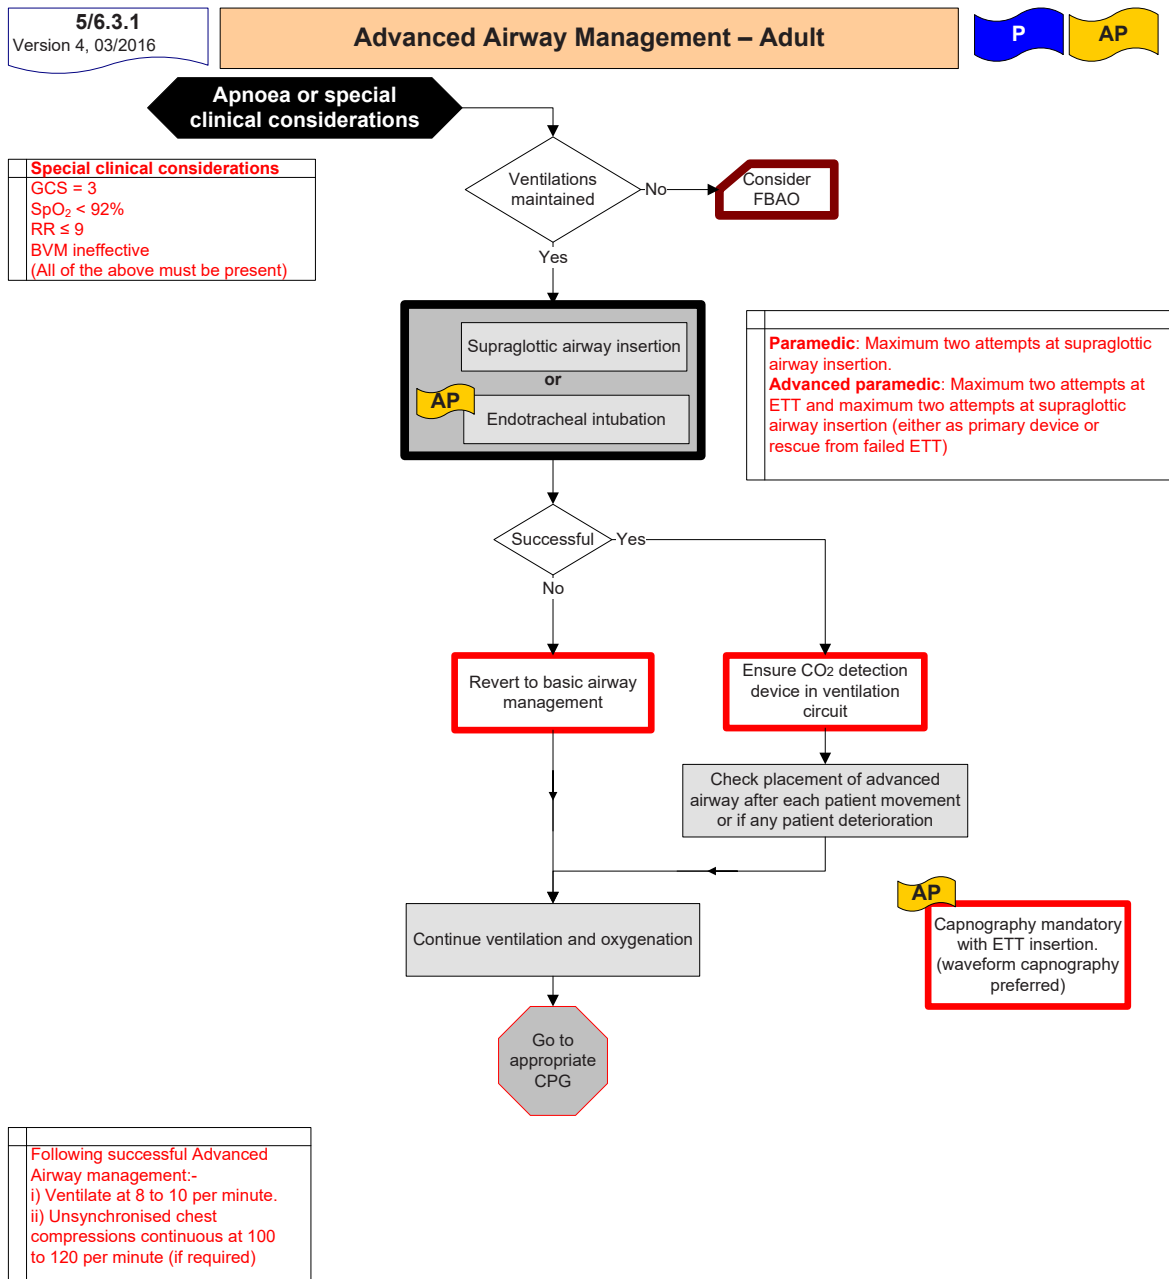 5/6.3.1
Version 4, 03/2016
Advanced Airway Management – Adult
P
AP
Apnoea or special
clinical considerations
Special clinical considerations
GCS = 3
SpO₂ < 92%
RR ≤ 9
BVM ineffective
(All of the above must be present)
Ventilations
maintained
No
Consider
FBAO
Yes
Supraglottic airway insertion
or
AP
Endotracheal intubation
Paramedic: Maximum two attempts at supraglottic
airway insertion.
Advanced paramedic: Maximum two attempts at
ETT and maximum two attempts at supraglottic
airway insertion (either as primary device or
rescue from failed ETT)
Successful
Yes
No
Revert to basic airway
management
Ensure CO2 detection
device in ventilation
circuit
Check placement of advanced
airway after each patient movement
or if any patient deterioration
Continue ventilation and oxygenation
AP
Capnography mandatory
with ETT insertion.
(waveform capnography
preferred)
Go to
appropriate
CPG
Following successful Advanced
Airway management:-
i) Ventilate at 8 to 10 per minute.
ii) Unsynchronised chest
compressions continuous at 100
to 120 per minute (if required)